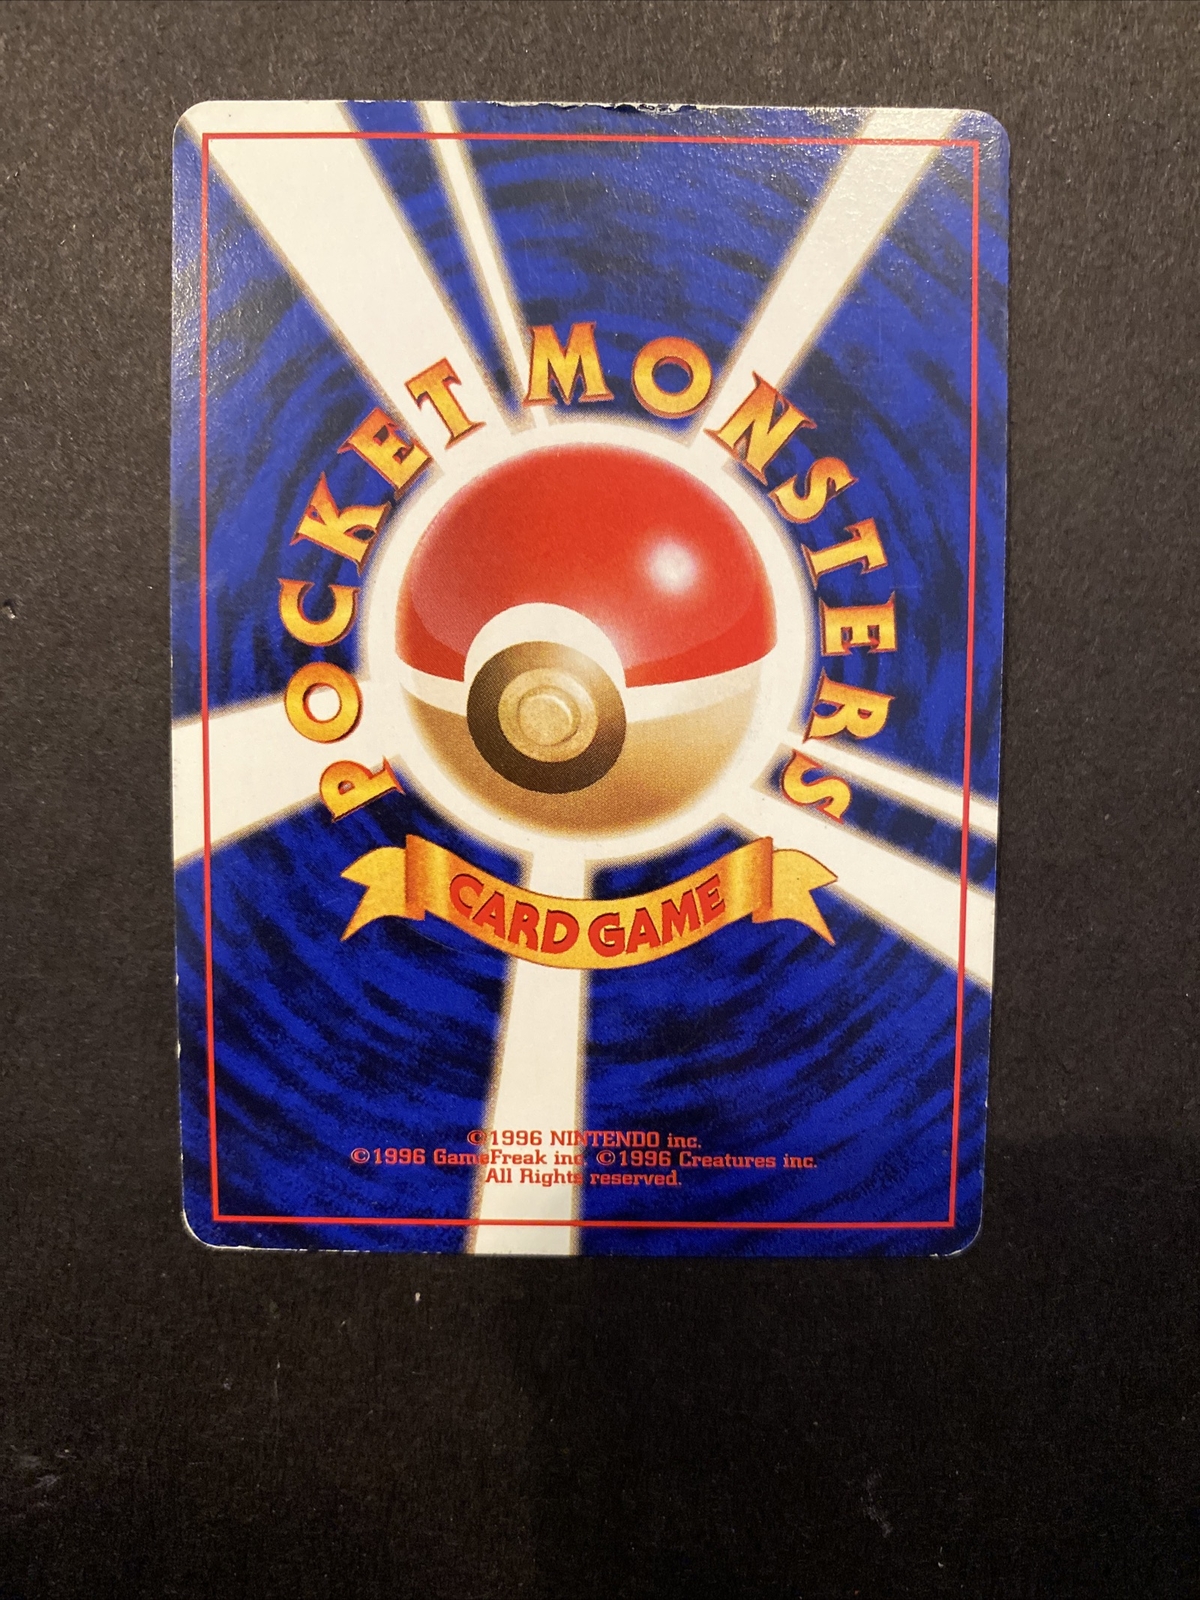 POCKET MONSTERS
CARD GAME
©1996 NINTENDO inc.
©1996 GameFreak inc. ©1996 Creatures inc.
All Rights reserved.